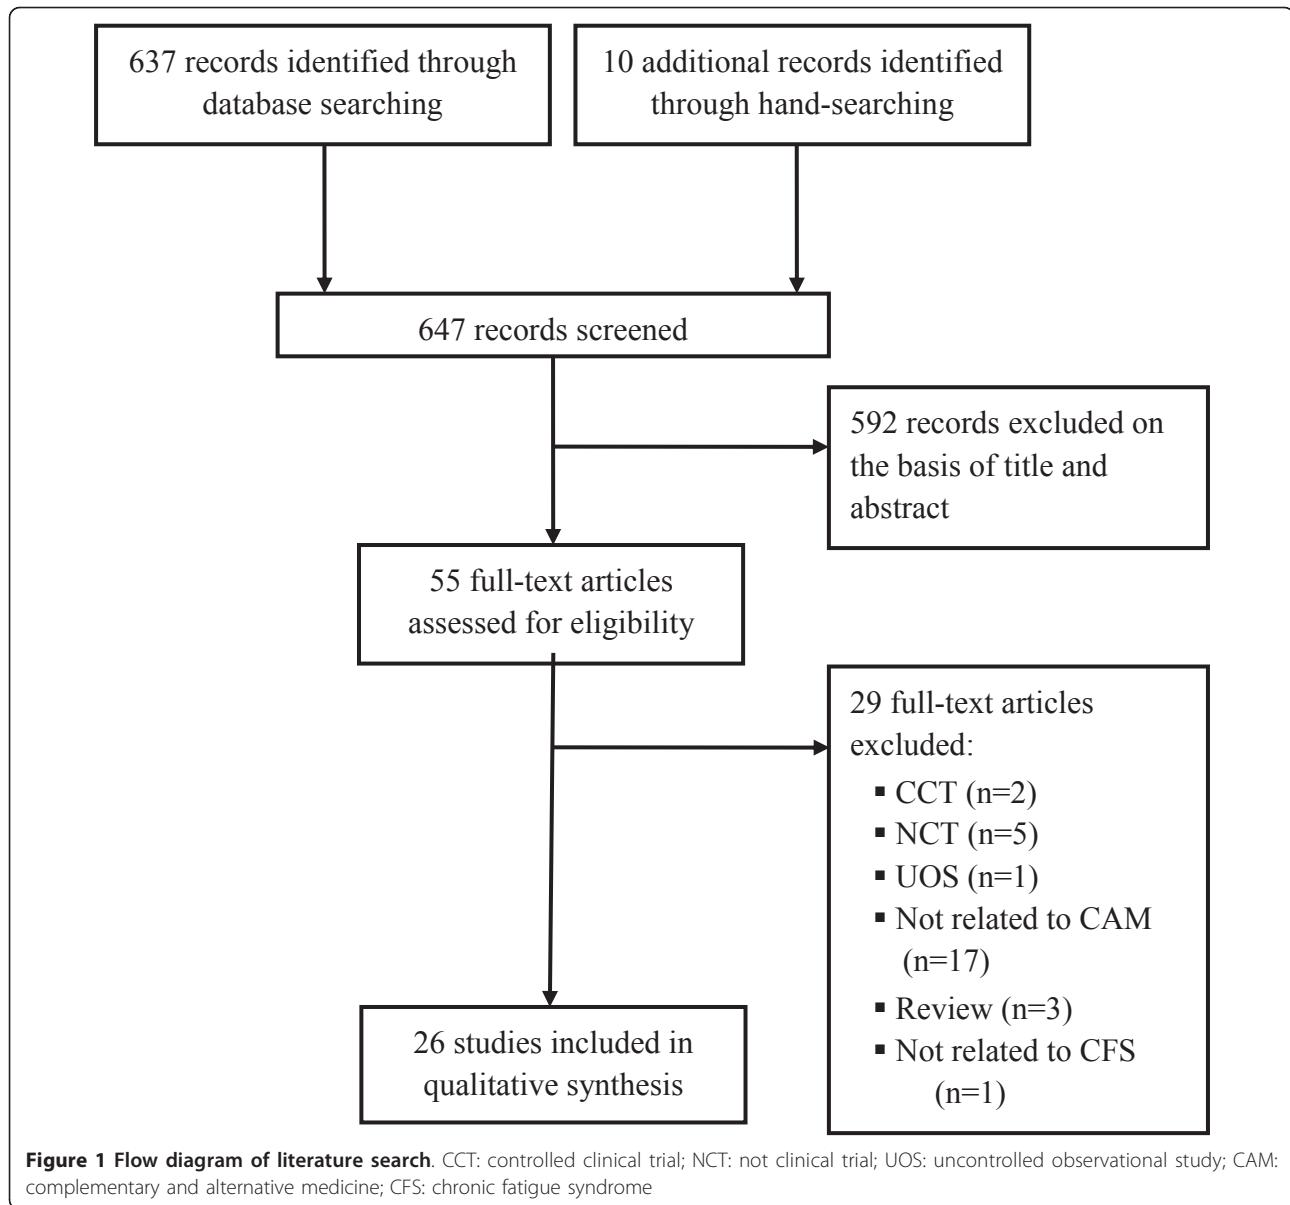 637 records identified through
database searching
10 additional records identified
through hand-searching
647 records screened
592 records excluded on
the basis of title and
abstract
55 full-text articles
assessed for eligibility
29 full-text articles
excluded:
▪ CCT (n=2)
▪ NCT (n=5)
▪ UOS (n=1)
▪ Not related to CAM
(n=17)
▪ Review (n=3)
▪ Not related to CFS
(n=1)
26 studies included in
qualitative synthesis
Figure 1 Flow diagram of literature search. CCT: controlled clinical trial; NCT: not clinical trial; UOS: uncontrolled observational study; CAM:
complementary and alternative medicine; CFS: chronic fatigue syndrome